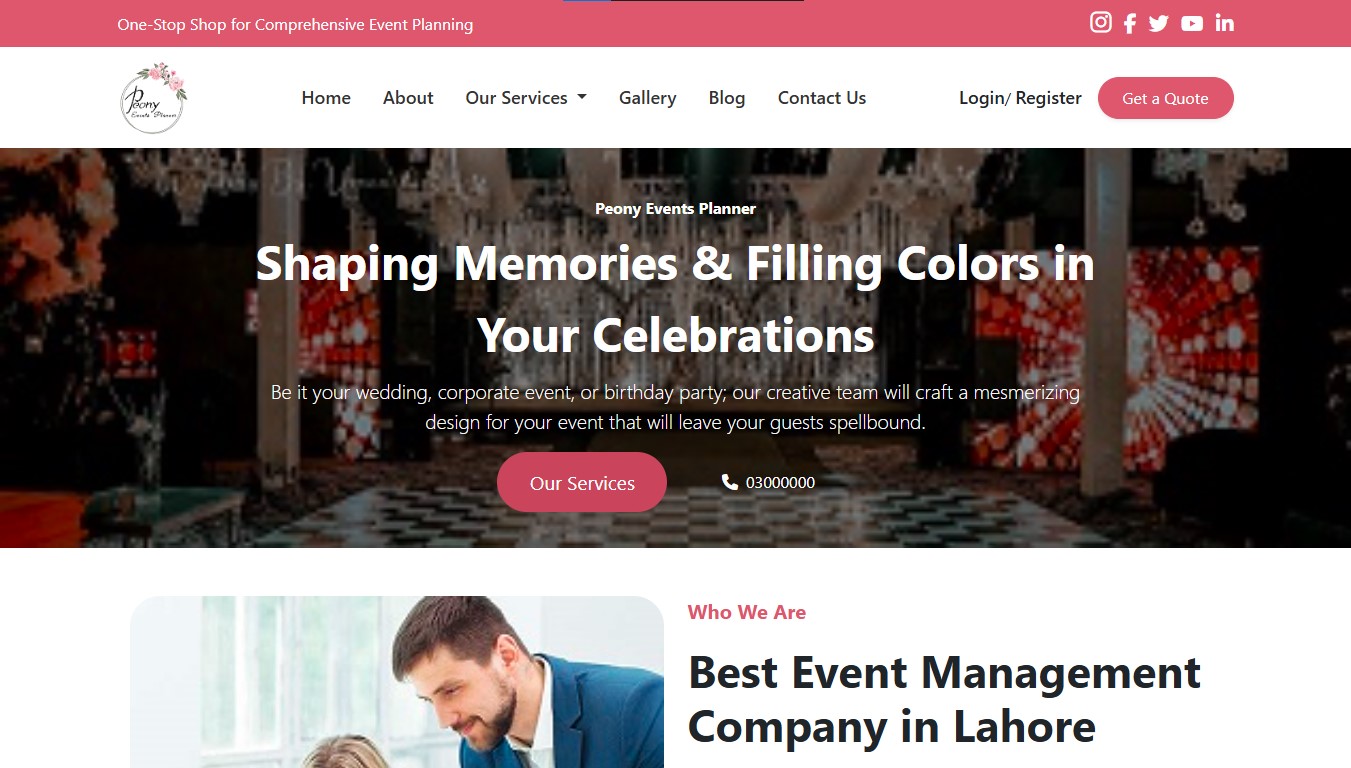 One-Stop Shop for Comprehensive Event Planning
Peony
Events Planner
Home About Our Services Gallery Blog Contact Us Login/ Register Get a Quote
Peony Events Planner
Shaping Memories & Filling Colors in
Your Celebrations
Be it your wedding, corporate event, or birthday party; our creative team will craft a mesmerizing
design for your event that will leave your guests spellbound.
Our Services 03000000
Who We Are
Best Event Management
Company in Lahore